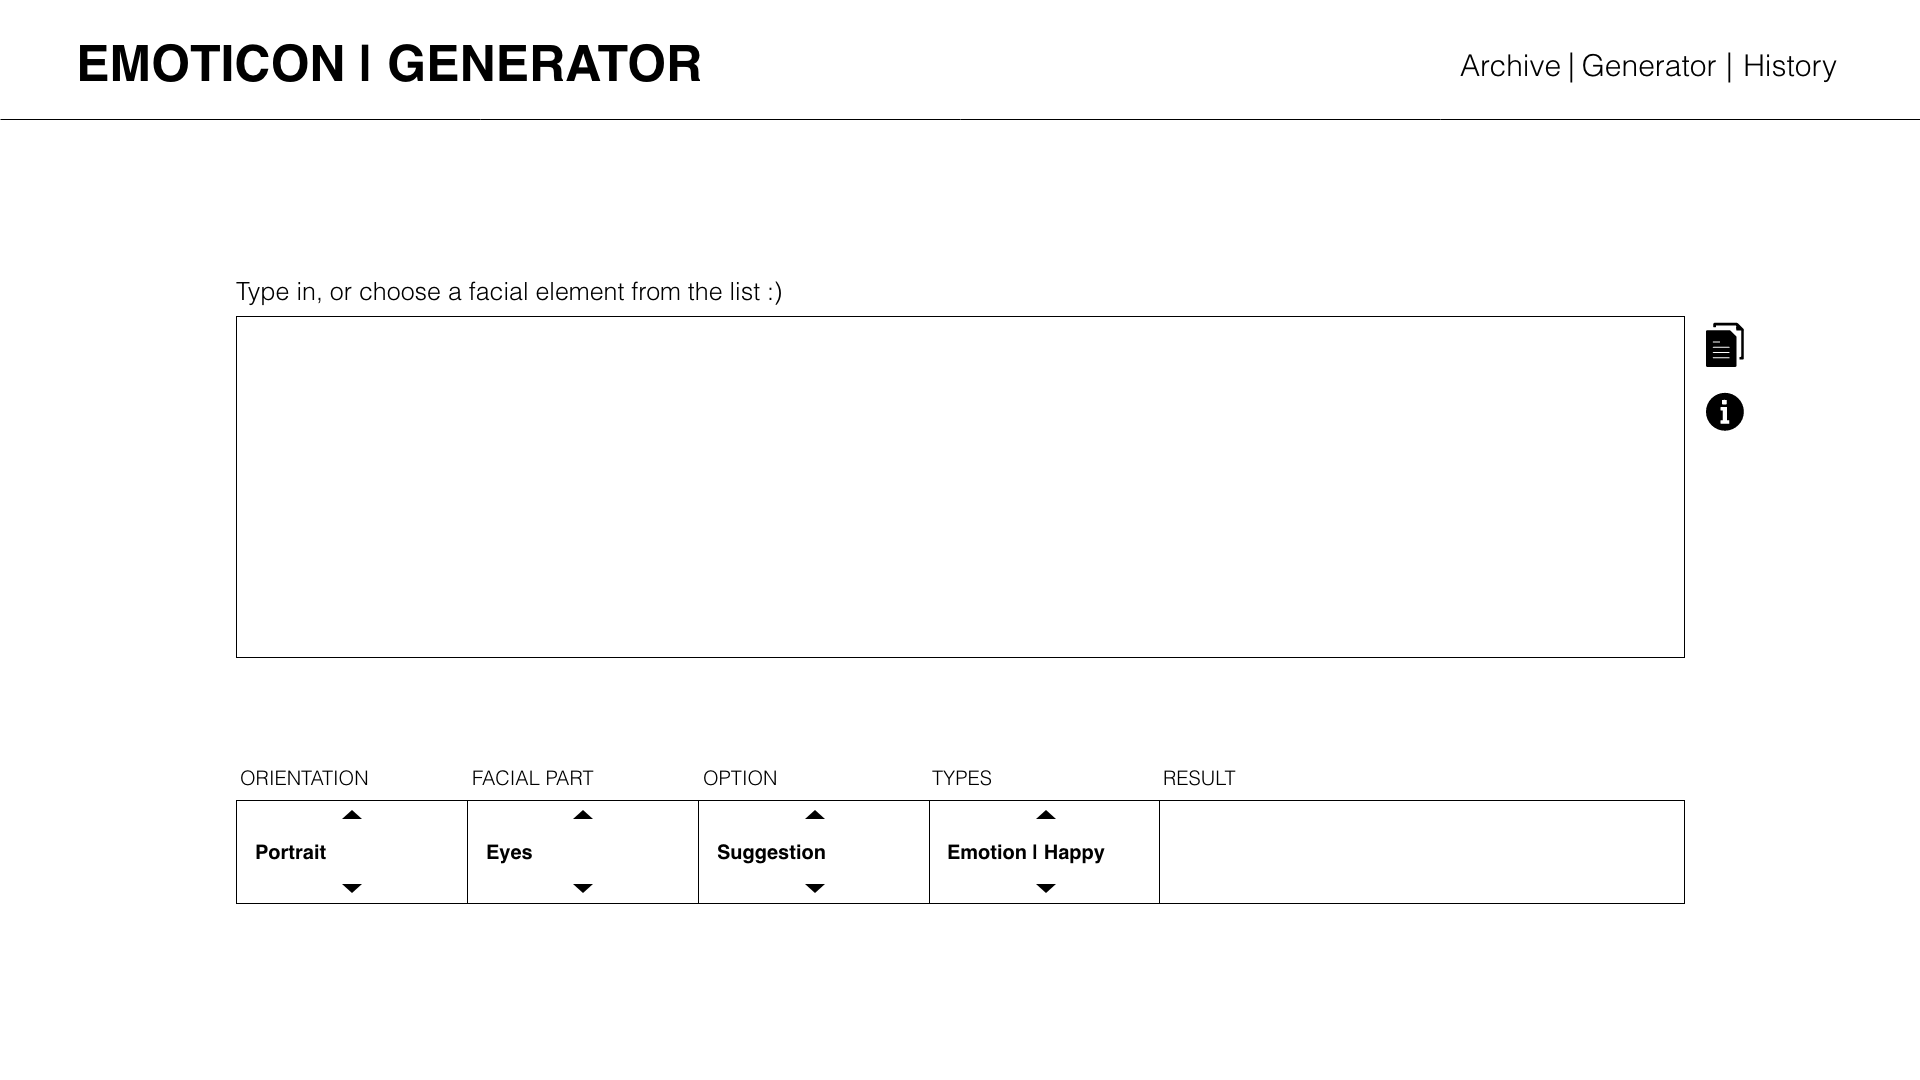 EMOTICON | GENERATOR
Archive | Generator | History
Type in, or choose a facial element from the list :)
ORIENTATION FACIAL PART OPTION TYPES RESULT
Portrait Eyes Suggestion Emotion | Happy